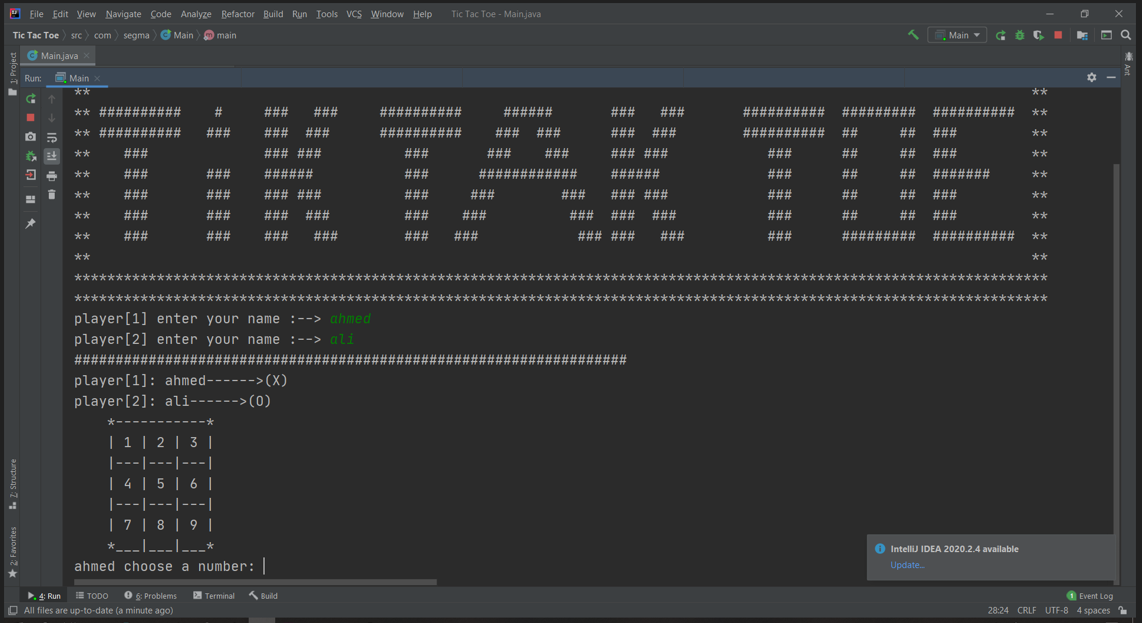 File Edit View Navigate Code Analyze Refactor Build Run Tools VCS Window Help Tic Tac Toe - Main.java
Tic Tac Toe > src > com > segma > Main > main Main
Main.java
1: Project
Ant
Run: Main
** **
** ########## # ### ### ########## ###### ### ### ########## ######### ########## **
** ########## ### ### ### ########## ### ### ### ### ########## ## ## ### **
** ### ### ### ### ### ### ### ### ### ## ## ### **
** ### ### ###### ### ############ ###### ### ## ## ####### **
** ### ### ### ### ### ### ### ### ### ### ## ## ### **
** ### ### ### ### ### ### ### ### ### ### ## ## ### **
** ### ### ### ### ### ### ### ### ### ### ######### ########## **
** **
***********************************************************************************************************************
***********************************************************************************************************************
player[1] enter your name :--> ahmed
player[2] enter your name :--> ali
###################################################################
player[1]: ahmed------>(X)
player[2]: ali------>(O)
*-----------*
| 1 | 2 | 3 |
|---|---|---|
| 4 | 5 | 6 |
|---|---|---|
| 7 | 8 | 9 |
*___|___|___*
ahmed choose a number:
7: Structure
2: Favorites
IntelliJ IDEA 2020.2.4 available
Update...
4: Run TODO 6: Problems Terminal Build 1 Event Log
All files are up-to-date (a minute ago) 28:24 CRLF UTF-8 4 spaces